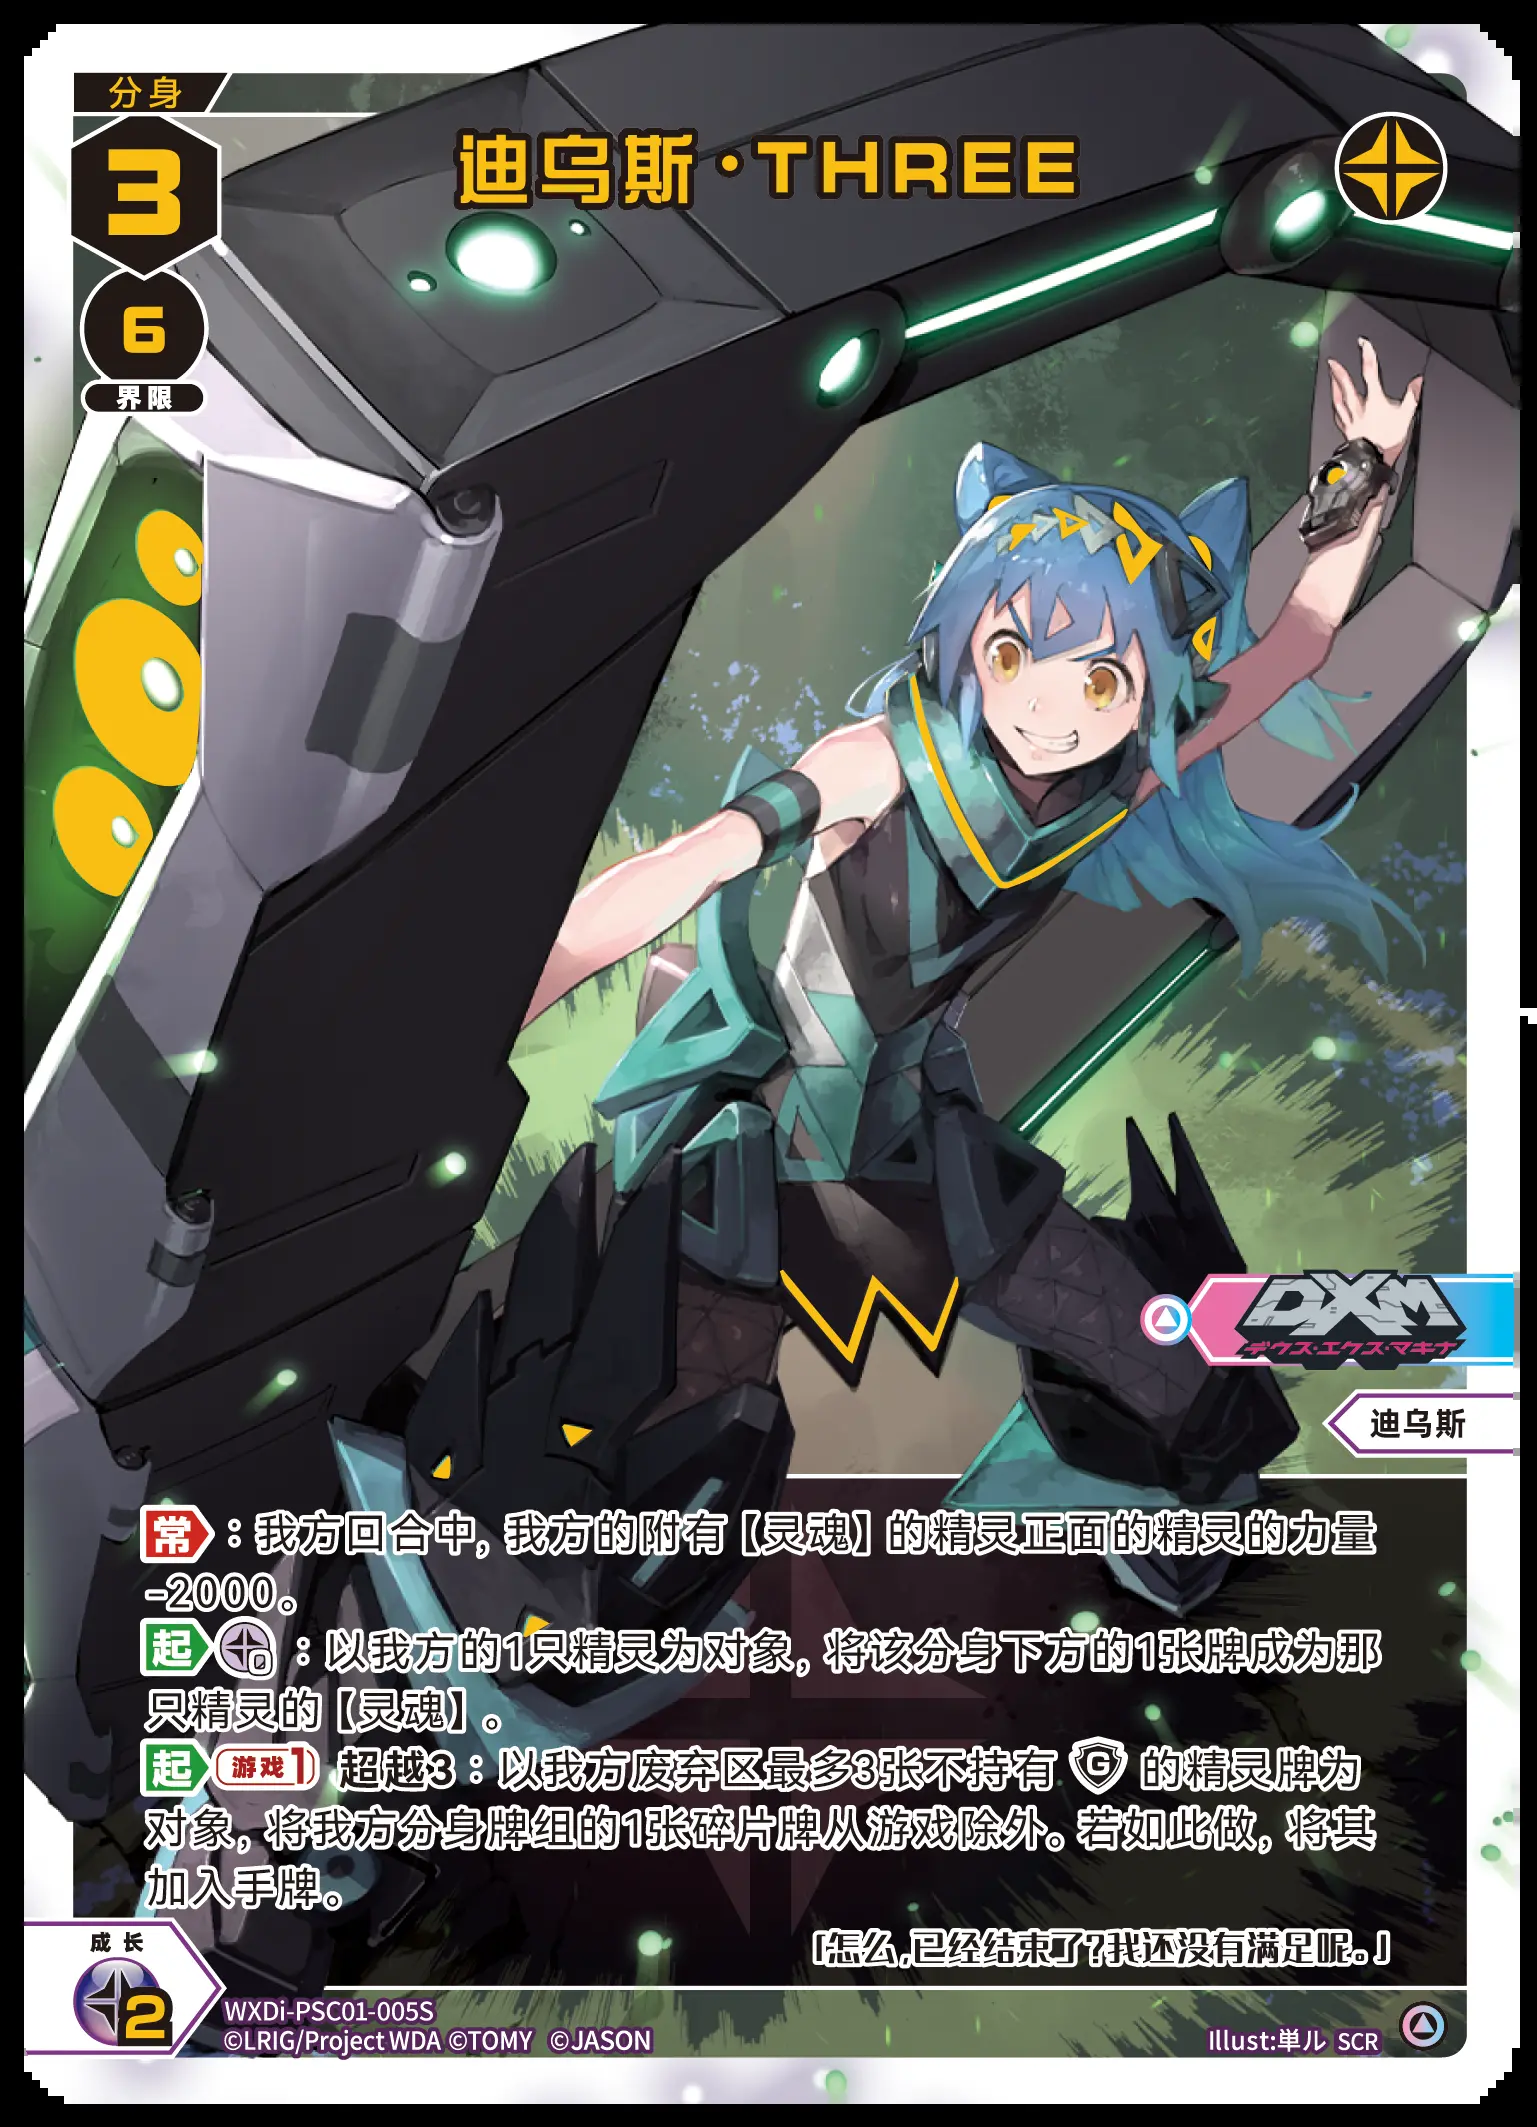 分身
3
迪乌斯·THREE
6
界限
DXM
デウス・エクス・マキナ
迪乌斯
常：我方回合中，我方的附有【灵魂】的精灵正面的精灵的力量
-2000。
起 0：以我方的1只精灵为对象，将该分身下方的1张牌成为那
只精灵的【灵魂】。
起 游戏1 超越3：以我方废弃区最多3张不持有 G 的精灵牌为
对象，将我方分身牌组的1张碎片牌从游戏除外。若如此做，将其
加入手牌。
「怎么,已经结束了?我还没有满足呢。」
成长
2
WXDi-PSC01-005S
©LRIG/Project WDA ©TOMY ©JASON
Illust:単ル SCR